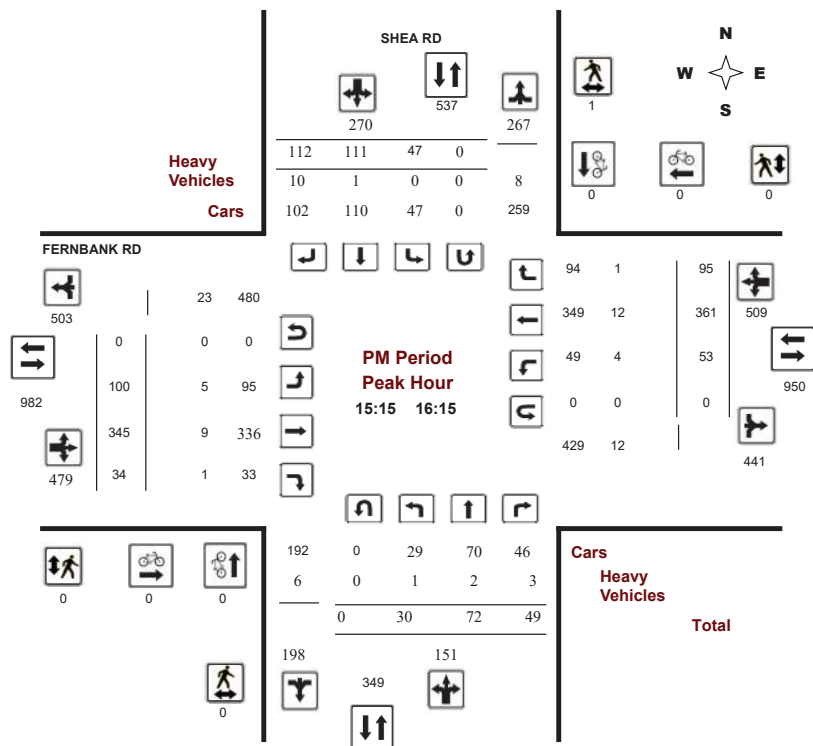 SHEA RD
N
W E
S
537
1
270 267
112 111 47 0
Heavy
Vehicles
10 1 0 0 8
Cars
102 110 47 0 259
0 0 0
FERNBANK RD
94 1 95
503
23 480
349 12 361 509
0 0 0
PM Period
Peak Hour
15:15 16:15
49 4 53
982
100 5 95
950
0 0 0
345 9 336
429 12
441
479
34 1 33
192 0 29 70 46
Cars
6 0 1 2 3
Heavy
Vehicles
0 0 0
0 30 72 49
Total
198 151
349
0